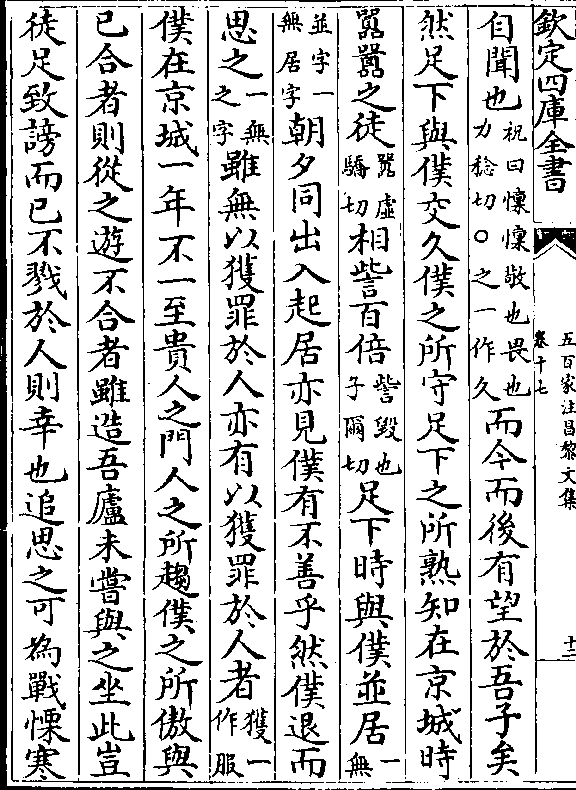 欽定四庫全書
五百家注昌黎文集
卷十七
十三
自聞也祝曰懍懍敬也畏也力稔切○之一作久而今而後有望於吾子矣
然足下與僕交久僕之所守足下之所熟知在京城時
囂囂之徒囂虛驕切相訾百倍訾毀也子爾切足下時與僕並居一無
並字一無居字朝夕同出入起居亦見僕有不善乎然僕退而
思之一無之字雖無以獲罪於人亦有以獲罪於人者獲一作服
僕在京城一年不一至貴人之門人之所趨僕之所傲與
已合者則從之遊不合者雖造吾廬未嘗與之坐此豈
徒足致謗而已不戮於人則幸也追思之可為戰慄寒